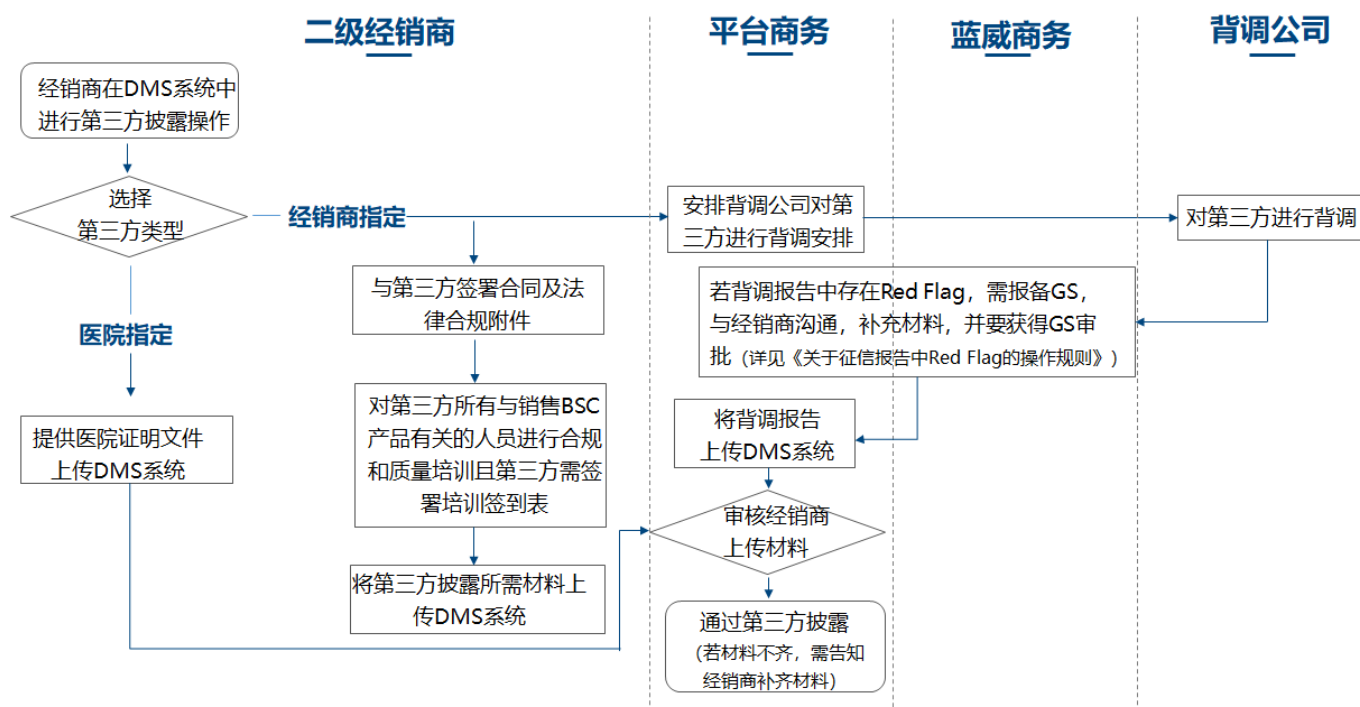 二级经销商
平台商务
蓝威商务
背调公司
经销商在DMS系统中
进行第三方披露操作
选择
第三方类型
经销商指定
医院指定
提供医院证明文件
上传DMS系统
与第三方签署合同及法
律合规附件
对第三方所有与销售BSC
产品有关的人员进行合规
和质量培训且第三方需签
署培训签到表
将第三方披露所需材料上
传DMS系统
安排背调公司对第
三方进行背调安排
对第三方进行背调
若背调报告中存在Red Flag，需报备GS，
与经销商沟通，补充材料，并要获得GS审
批（详见《关于征信报告中Red Flag的操作规则》）
将背调报告
上传DMS系统
审核经销商
上传材料
通过第三方披露
（若材料不齐，需告知
经销商补齐材料）